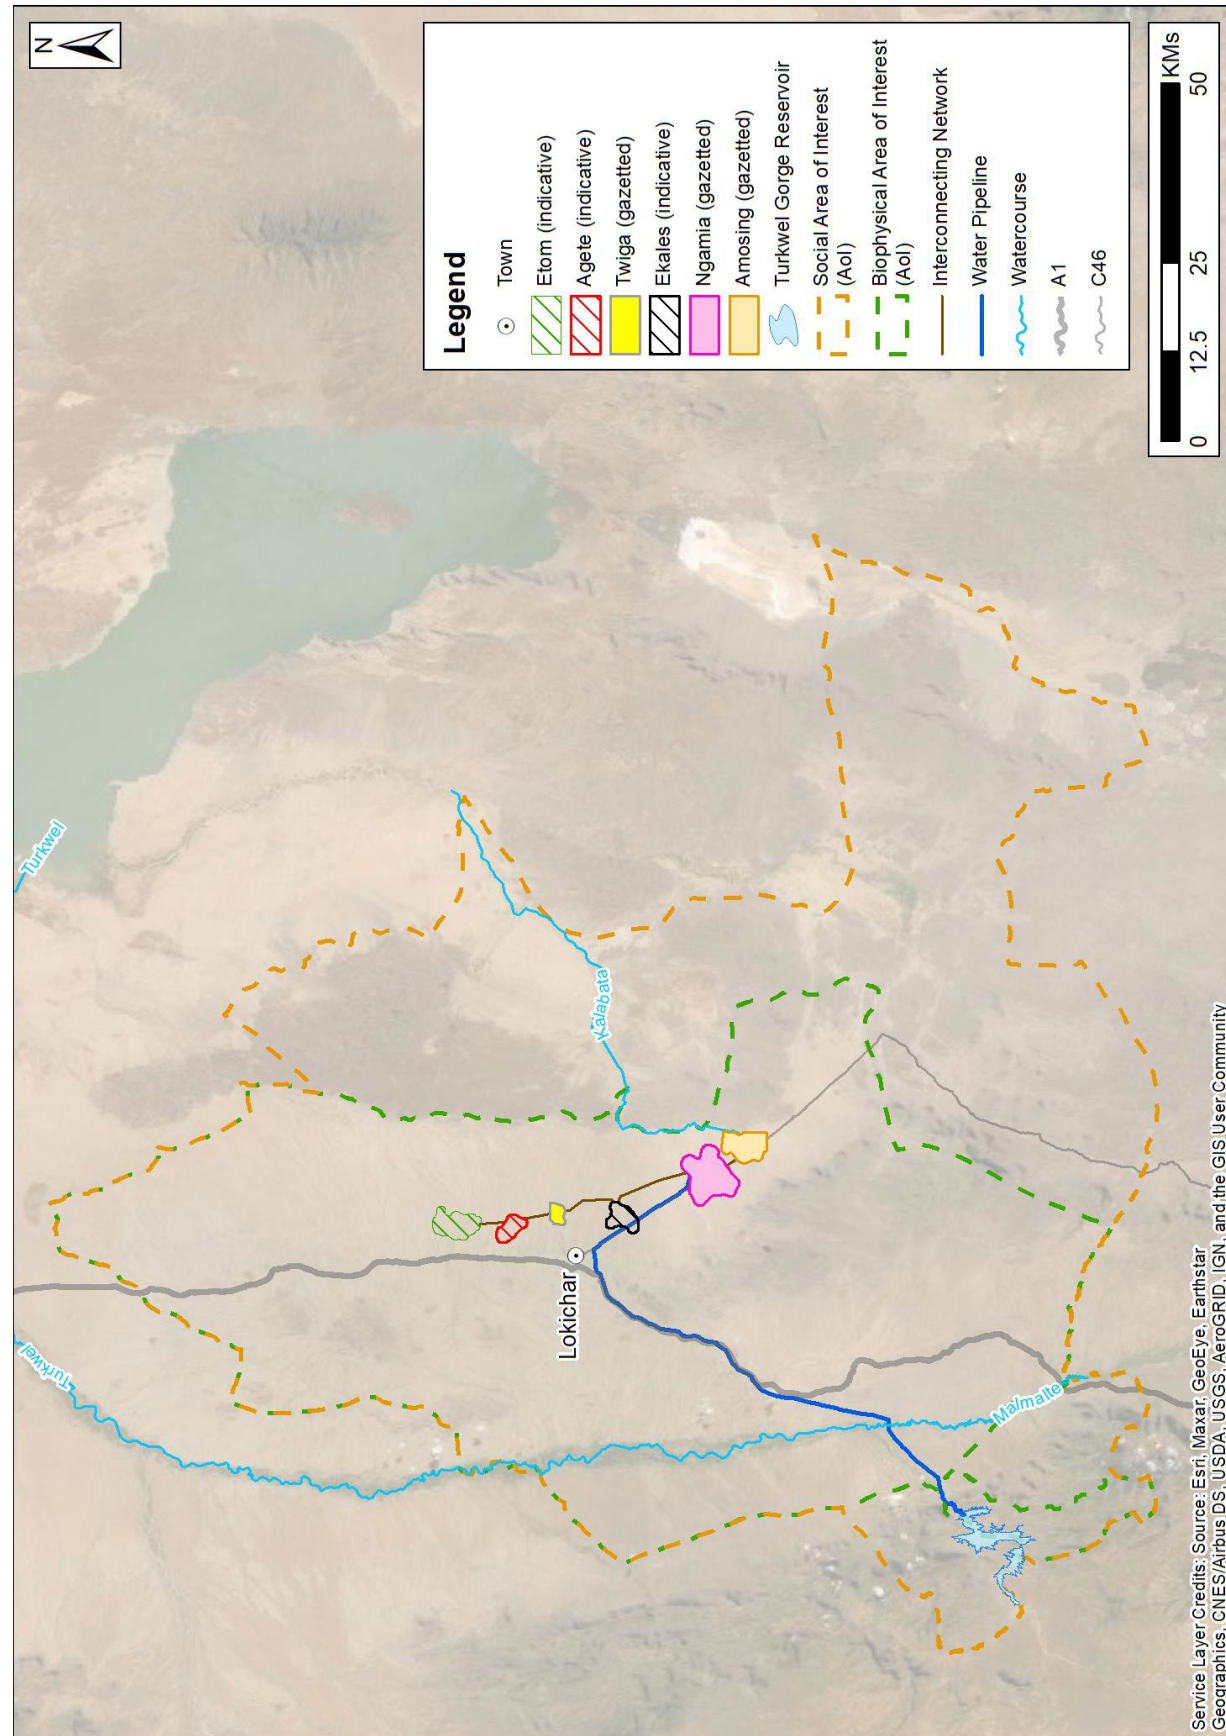 N
Turkwel
Turkwel
Kalabata
Lokichar
Malmalte
Legend
Town
Etom (indicative)
Agete (indicative)
Twiga (gazetted)
Ekales (indicative)
Ngamia (gazetted)
Amosing (gazetted)
Turkwel Gorge Reservoir
Social Area of Interest
(AoI)
Biophysical Area of Interest
(AoI)
Interconnecting Network
Water Pipeline
Watercourse
A1
C46
KMs
0 12.5 25 50
Service Layer Credits: Source: Esri, Maxar, GeoEye, Earthstar
Geographics, CNES/Airbus DS, USDA, USGS, AeroGRID, IGN, and the GIS User Community